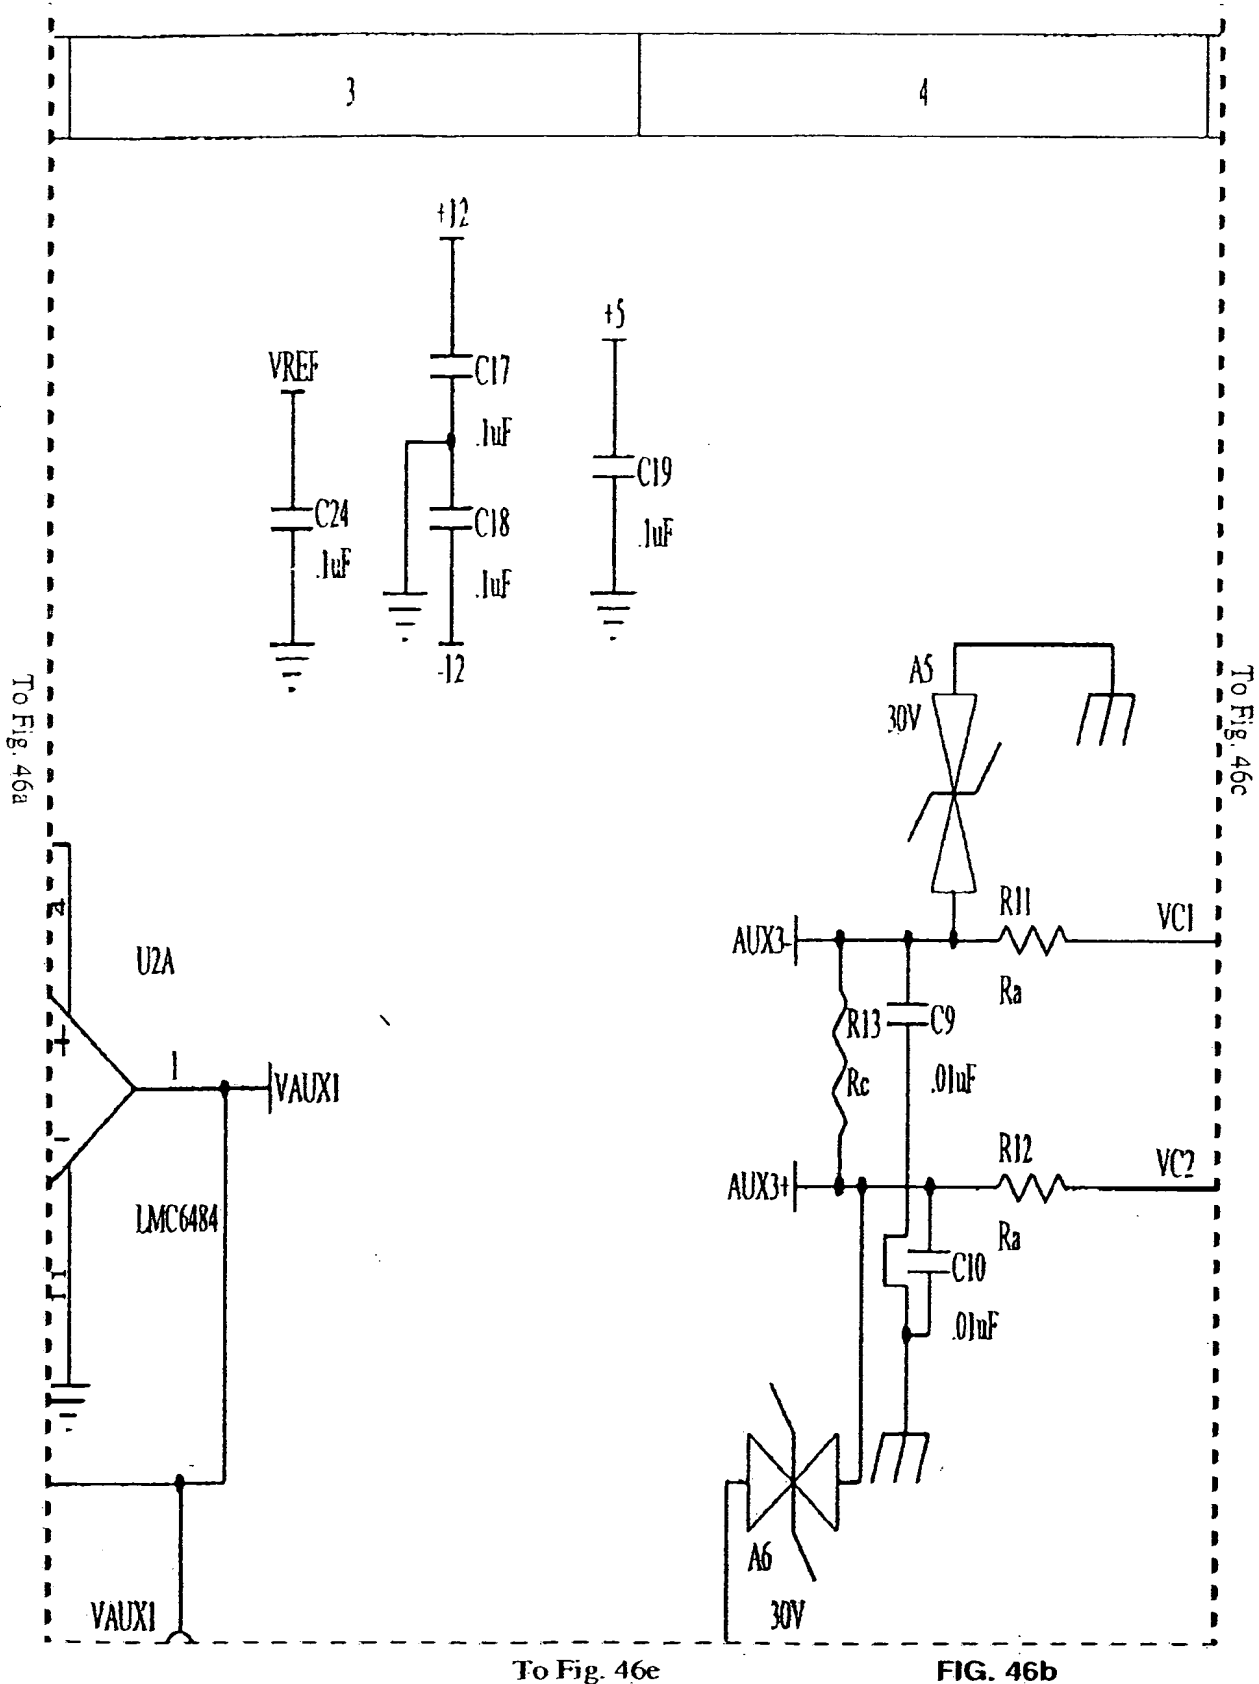 3
4
+12
+5
VREF
C17
.1uF
C19
C24
C18
.1uF
.1uF
.1uF
-12
A5
30V
To Fig. 46a
To Fig. 46c
4
R11
VC1
U2A
AUX3-
Ra
+
R13
C9
1
VAUX1
Rc
.01uF
-
R12
VC2
AUX3+
LMC6484
Ra
C10
11
.01uF
A6
VAUX1
30V
To Fig. 46e
FIG. 46b